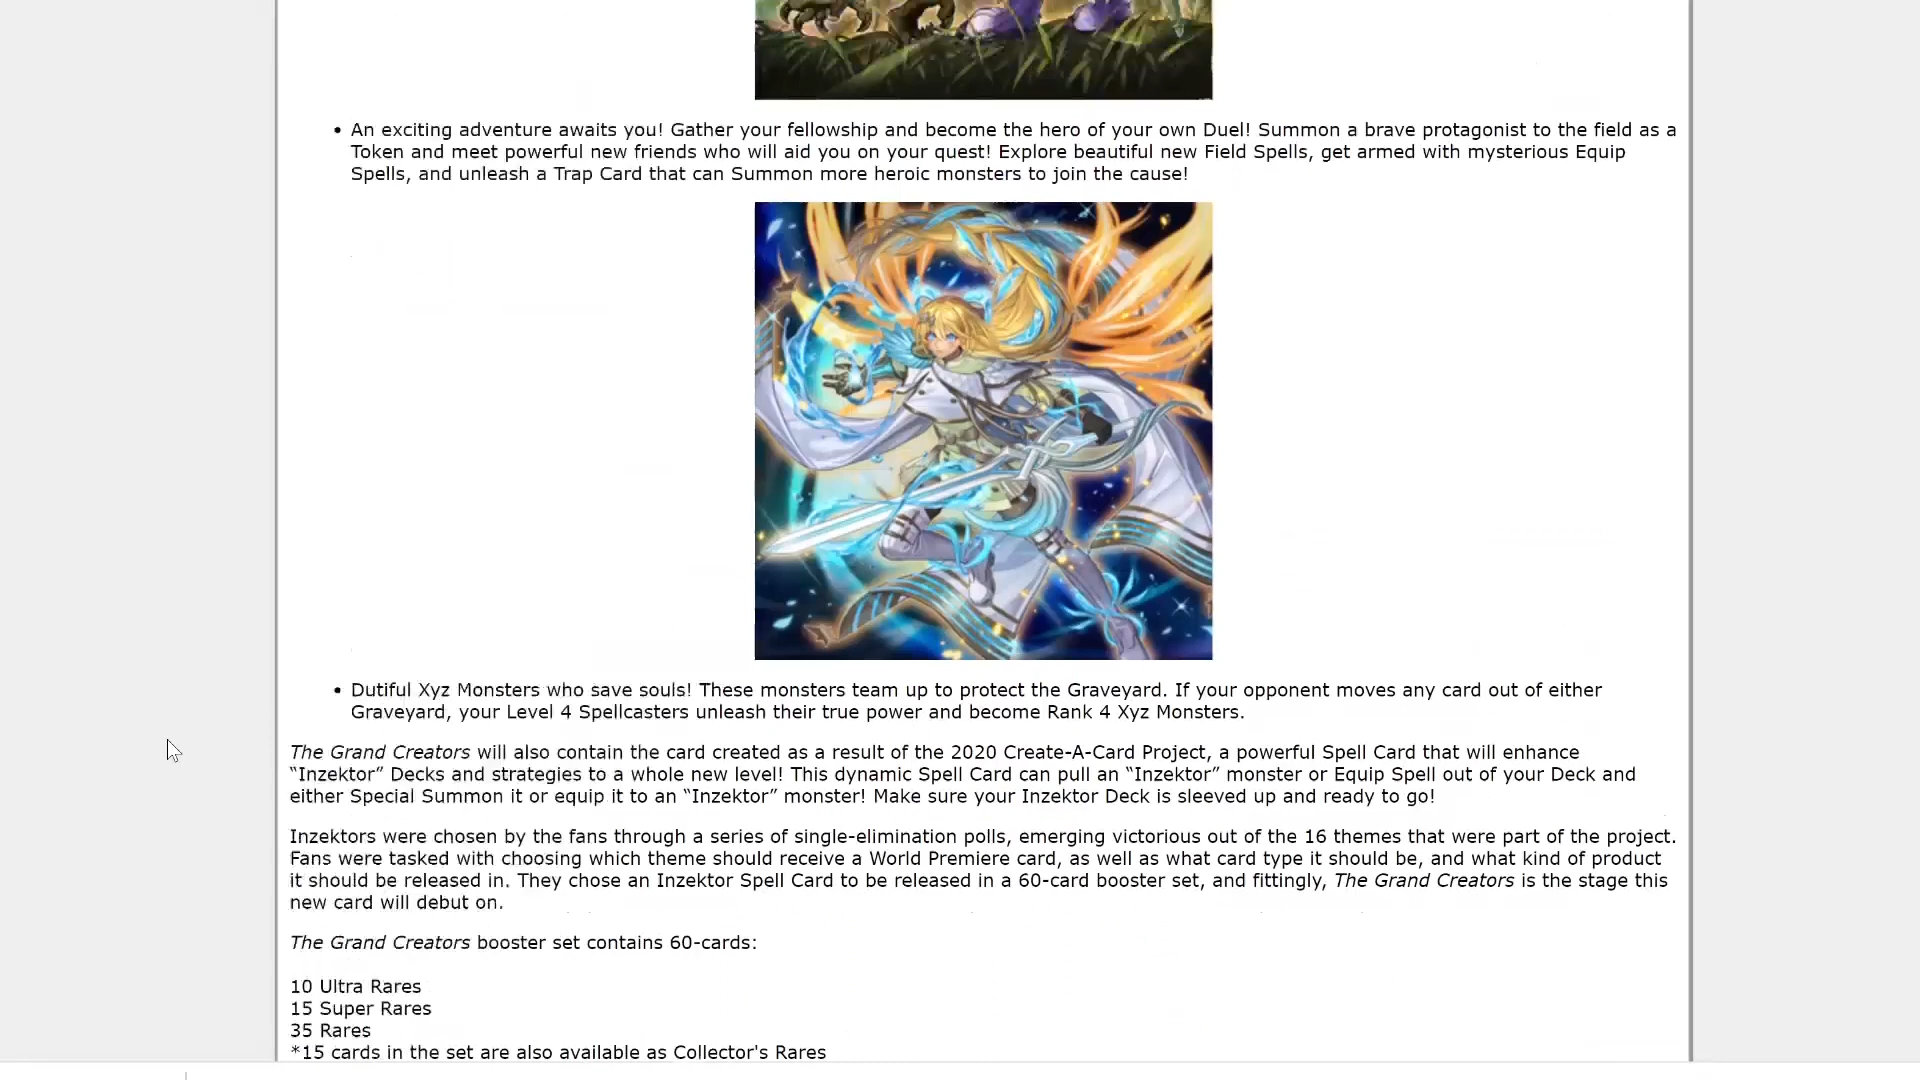 • An exciting adventure awaits you! Gather your fellowship and become the hero of your own Duel! Summon a brave protagonist to the field as a
Token and meet powerful new friends who will aid you on your quest! Explore beautiful new Field Spells, get armed with mysterious Equip
Spells, and unleash a Trap Card that can Summon more heroic monsters to join the cause!
• Dutiful Xyz Monsters who save souls! These monsters team up to protect the Graveyard. If your opponent moves any card out of either
Graveyard, your Level 4 Spellcasters unleash their true power and become Rank 4 Xyz Monsters.
The Grand Creators will also contain the card created as a result of the 2020 Create-A-Card Project, a powerful Spell Card that will enhance
“Inzektor” Decks and strategies to a whole new level! This dynamic Spell Card can pull an “Inzektor” monster or Equip Spell out of your Deck and
either Special Summon it or equip it to an “Inzektor” monster! Make sure your Inzektor Deck is sleeved up and ready to go!
Inzektors were chosen by the fans through a series of single-elimination polls, emerging victorious out of the 16 themes that were part of the project.
Fans were tasked with choosing which theme should receive a World Premiere card, as well as what card type it should be, and what kind of product
it should be released in. They chose an Inzektor Spell Card to be released in a 60-card booster set, and fittingly, The Grand Creators is the stage this
new card will debut on.
The Grand Creators booster set contains 60-cards:
10 Ultra Rares
15 Super Rares
35 Rares
*15 cards in the set are also available as Collector's Rares